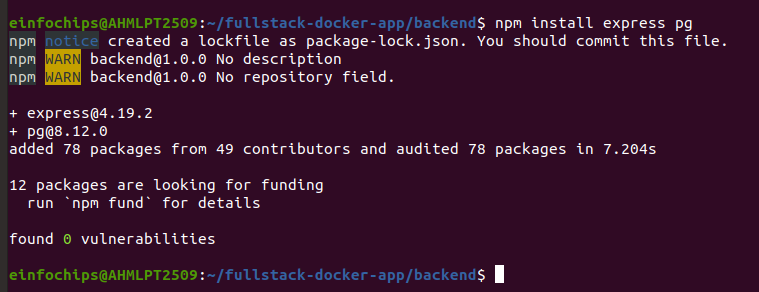 einfochips@AHMLPT2509:~/fullstack-docker-app/backend$ npm install express pg
npm notice created a lockfile as package-lock.json. You should commit this file.
npm WARN backend@1.0.0 No description
npm WARN backend@1.0.0 No repository field.
+ express@4.19.2
+ pg@8.12.0
added 78 packages from 49 contributors and audited 78 packages in 7.204s
12 packages are looking for funding
  run `npm fund` for details
found 0 vulnerabilities
einfochips@AHMLPT2509:~/fullstack-docker-app/backend$